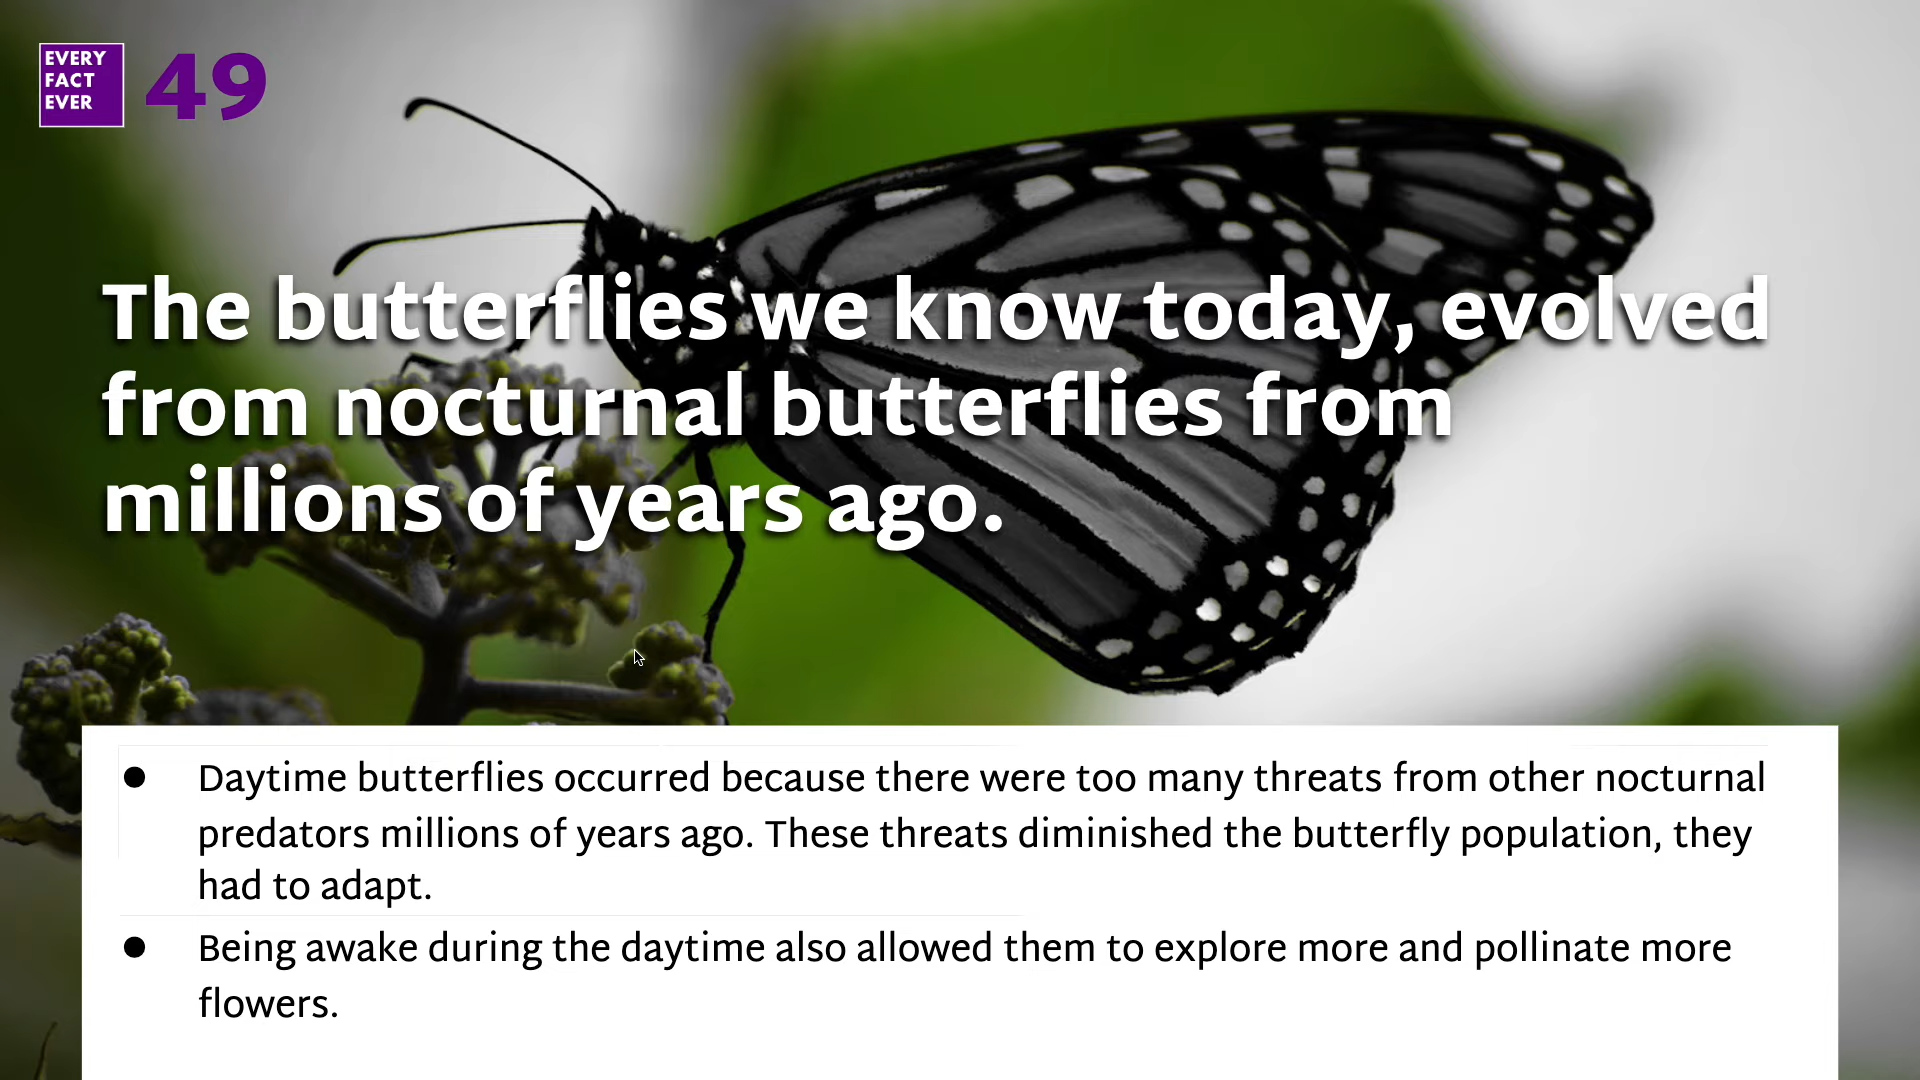 EVERY
FACT
EVER
49
The butterflies we know today, evolved
from nocturnal butterflies from
millions of years ago.
● Daytime butterflies occurred because there were too many threats from other nocturnal
predators millions of years ago. These threats diminished the butterfly population, they
had to adapt.
● Being awake during the daytime also allowed them to explore more and pollinate more
flowers.